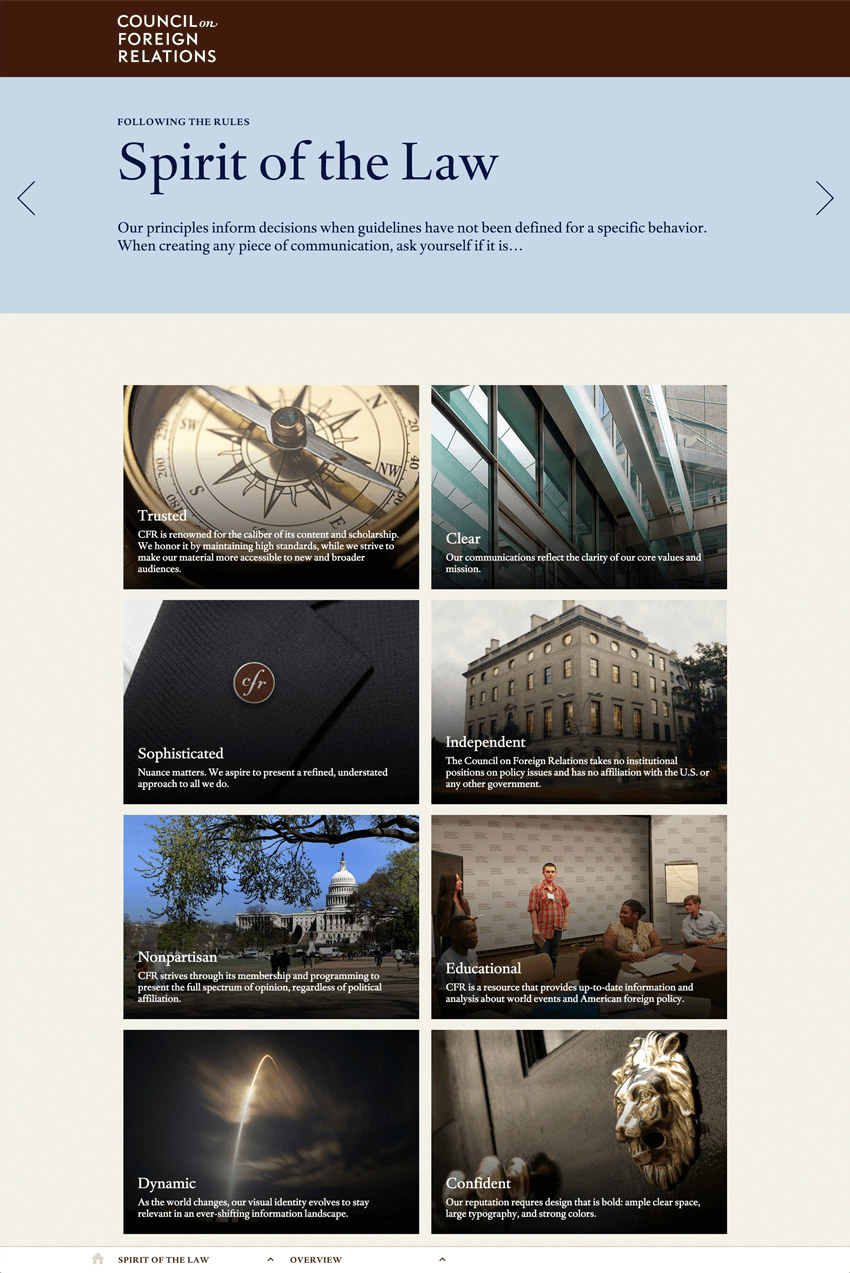 COUNCIL on
FOREIGN
RELATIONS
FOLLOWING THE RULES
Spirit of the Law
Our principles inform decisions when guidelines have not been defined for a specific behavior.
When creating any piece of communication, ask yourself if it is…
N
SW
S
E
NW
20
40
60
200
180
Trusted
CFR is renowned for the caliber of its content and scholarship.
We honor it by maintaining high standards, while we strive to
make our material more accessible to new and broader
audiences.
Clear
Our communications reflect the clarity of our core values and
mission.
cfr
Sophisticated
Nuance matters. We aspire to present a refined, understated
approach to all we do.
Independent
The Council on Foreign Relations takes no institutional
positions on policy issues and has no affiliation with the U.S. or
any other government.
Nonpartisan
CFR strives through its membership and programming to
present the full spectrum of opinion, regardless of political
affiliation.
Educational
CFR is a resource that provides up-to-date information and
analysis about world events and American foreign policy.
Dynamic
As the world changes, our visual identity evolves to stay
relevant in an ever-shifting information landscape.
Confident
Our reputation requres design that is bold: ample clear space,
large typography, and strong colors.
SPIRIT OF THE LAW
OVERVIEW